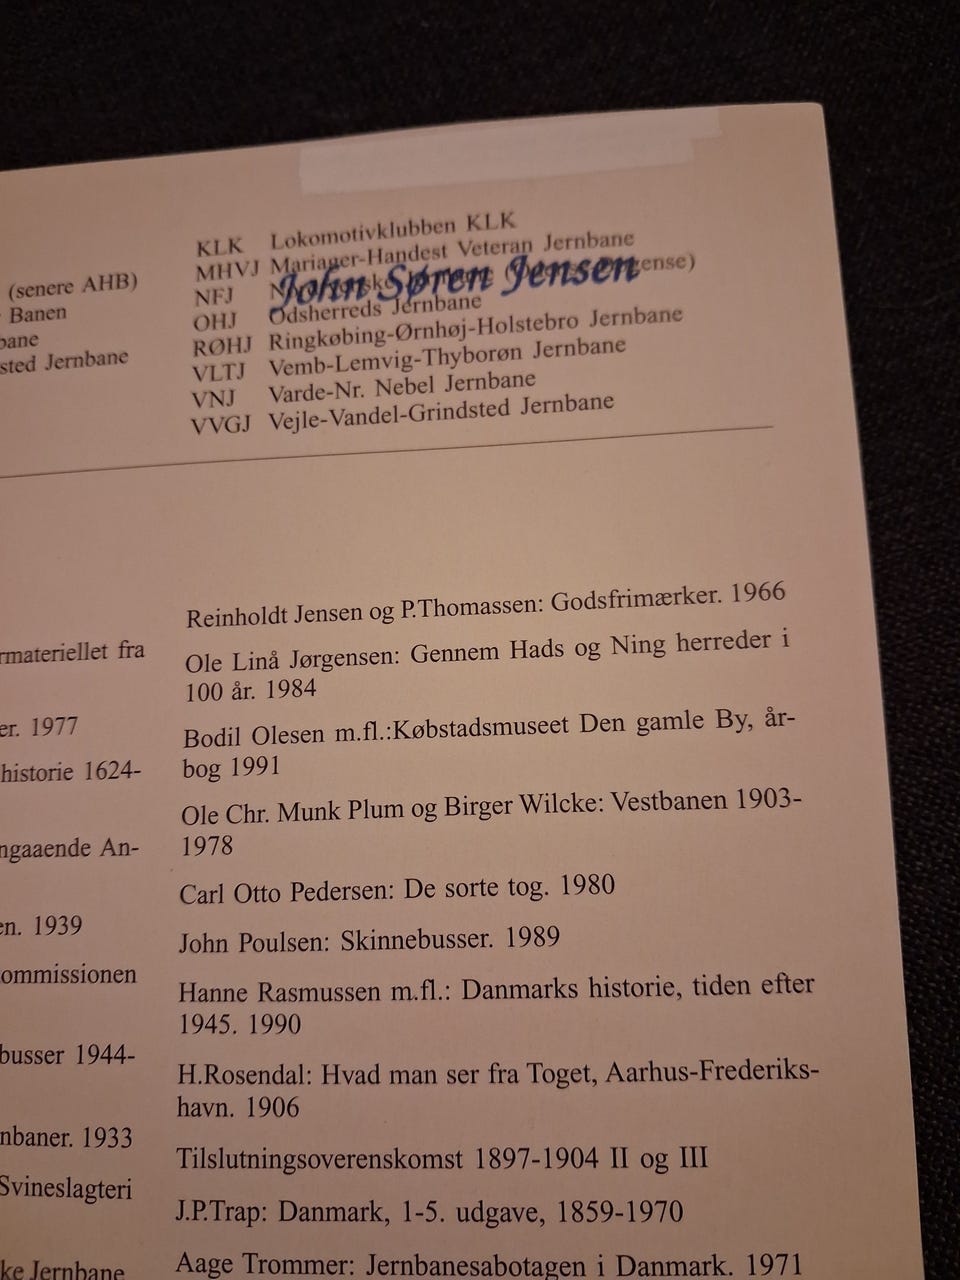 (senere AHB)
Banen
bane
sted Jernbane
KLK Lokomotivklubben KLK
MHVJ Mariager-Handest Veteran Jernbane
NFJ
John Søren Jensen
OHJ Odsherreds Jernbane
RØHJ Ringkøbing-Ørnhøj-Holstebro Jernbane
VLTJ Vemb-Lemvig-Thyborøn Jernbane
VNJ Varde-Nr. Nebel Jernbane
VVGJ Vejle-Vandel-Grindsted Jernbane
rmateriellet fra
er. 1977
historie 1624-
ngaaende An-
en. 1939
ommissionen
busser 1944-
nbaner. 1933
Svineslagteri
ke Jernbane
Reinholdt Jensen og P.Thomassen: Godsfrimærker. 1966
Ole Linå Jørgensen: Gennem Hads og Ning herreder i
100 år. 1984
Bodil Olesen m.fl.:Købstadsmuseet Den gamle By, år-
bog 1991
Ole Chr. Munk Plum og Birger Wilcke: Vestbanen 1903-
1978
Carl Otto Pedersen: De sorte tog. 1980
John Poulsen: Skinnebusser. 1989
Hanne Rasmussen m.fl.: Danmarks historie, tiden efter
1945. 1990
H.Rosendal: Hvad man ser fra Toget, Aarhus-Frederiks-
havn. 1906
Tilslutningsoverenskomst 1897-1904 II og III
J.P.Trap: Danmark, 1-5. udgave, 1859-1970
Aage Trommer: Jernbanesabotagen i Danmark. 1971